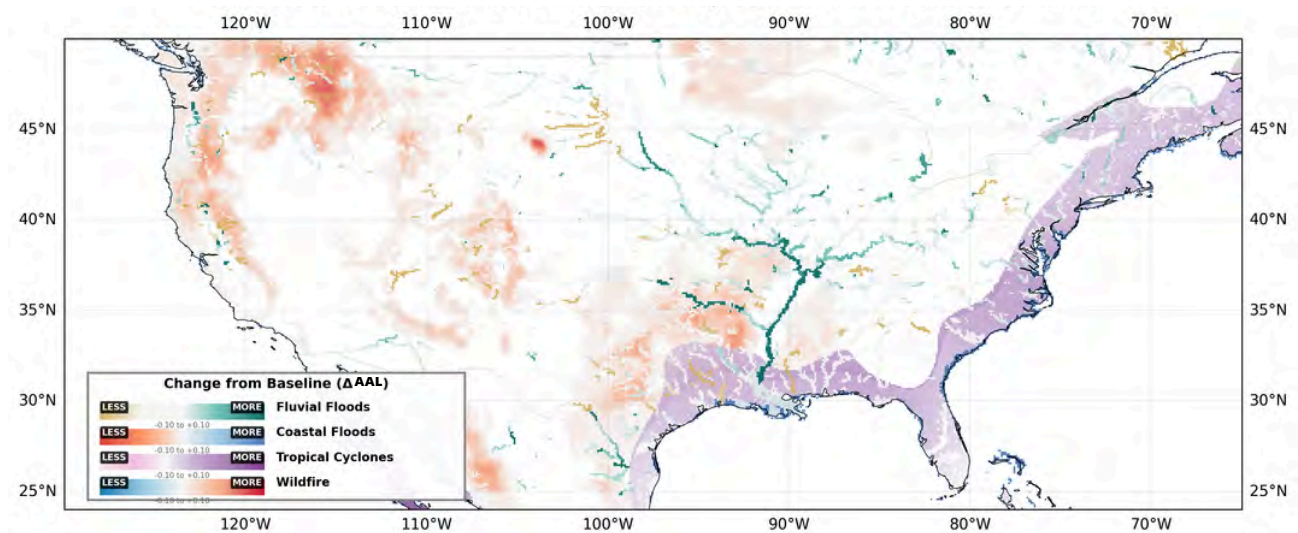 120°W 110°W 100°W 90°W 80°W 70°W
45°N 45°N
40°N 40°N
35°N 35°N
30°N 30°N
25°N 25°N
Change from Baseline (ΔAAL)
LESS MORE Fluvial Floods
-0.10 to +0.10
LESS MORE Coastal Floods
-0.10 to +0.10
LESS MORE Tropical Cyclones
-0.10 to +0.10
LESS MORE Wildfire
-0.10 to +0.10
120°W 110°W 100°W 90°W 80°W 70°W